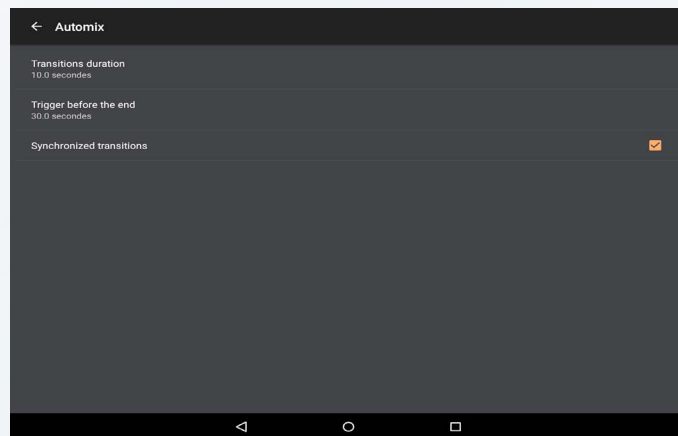 Automix
Transitions duration
10.0 secondes
Trigger before the end
30.0 secondes
Synchronized transitions